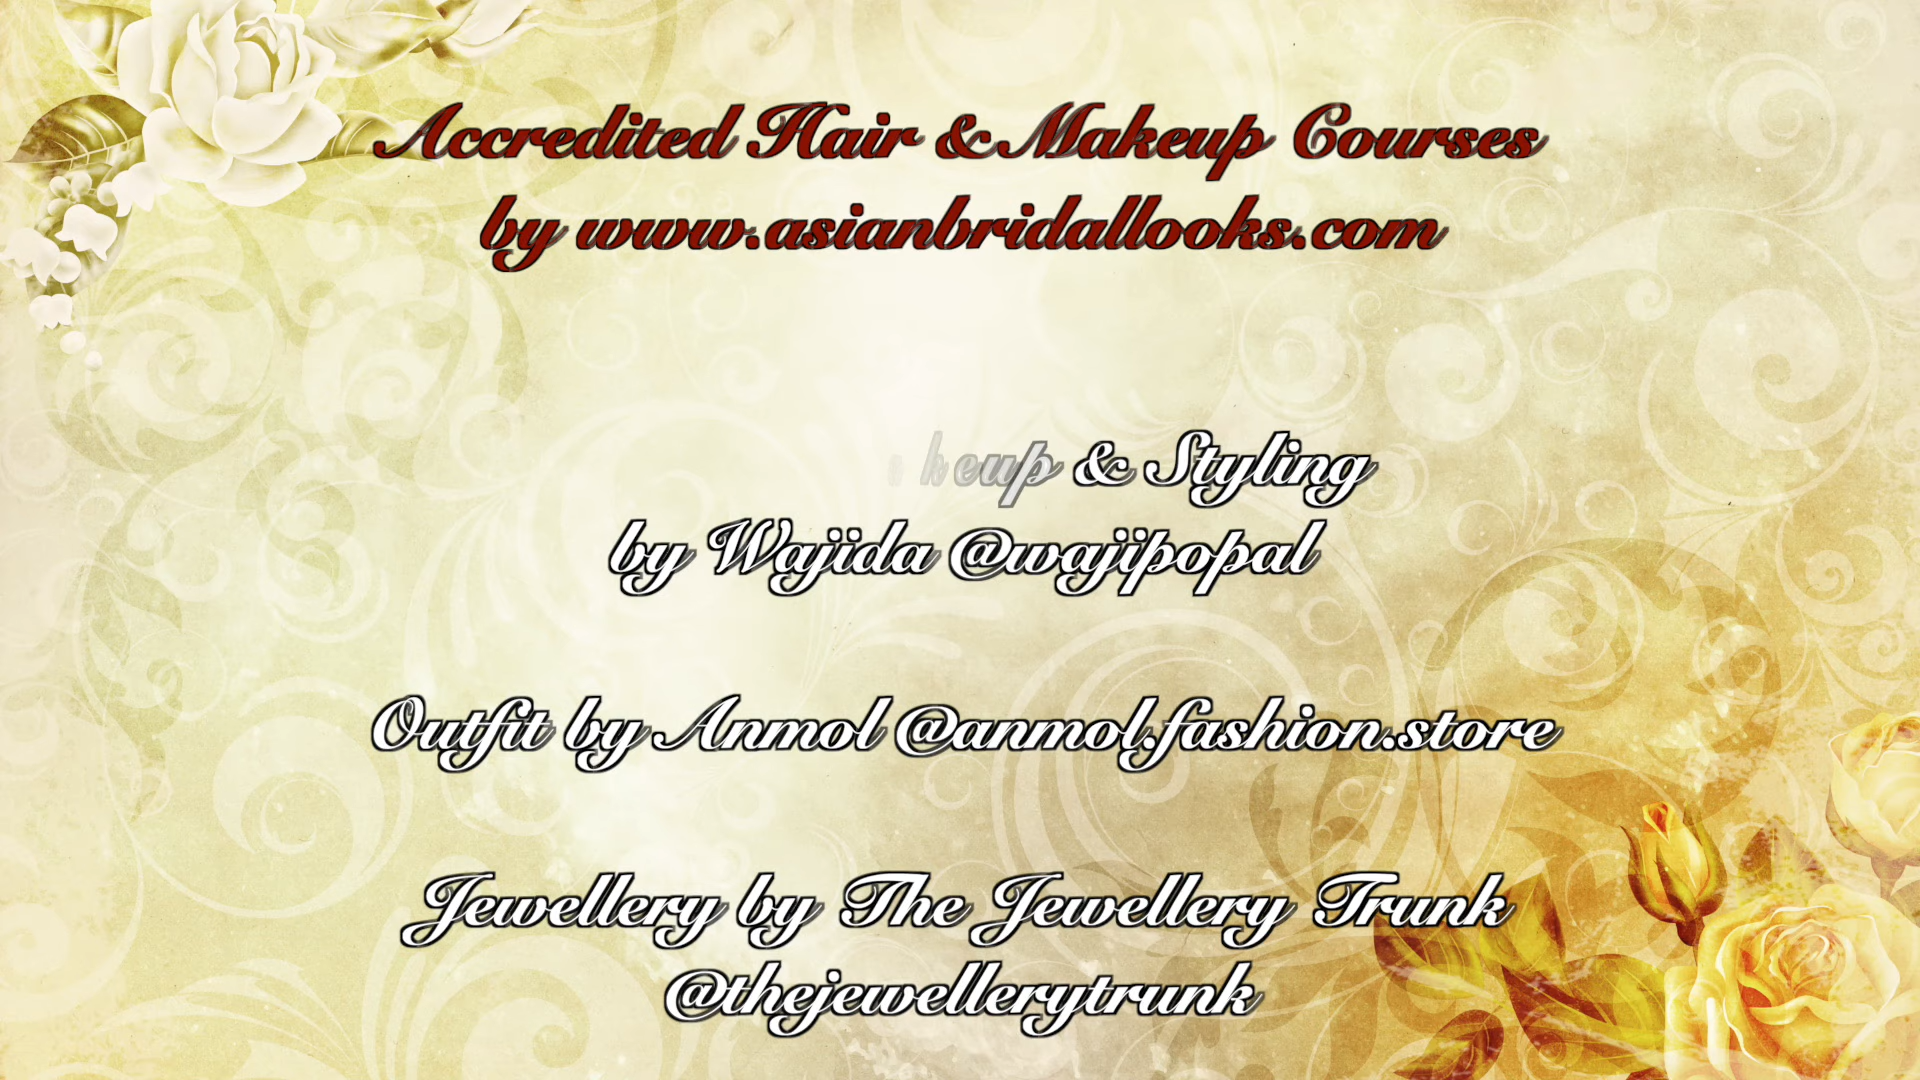 Accredited Hair & Makeup Courses
by www.asianbridallooks.com
& Styling
by Wajida @wajipopal
Outfit by Anmol @anmol.fashion.store
Jewellery by The Jewellery Trunk
@thejewellerytrunk